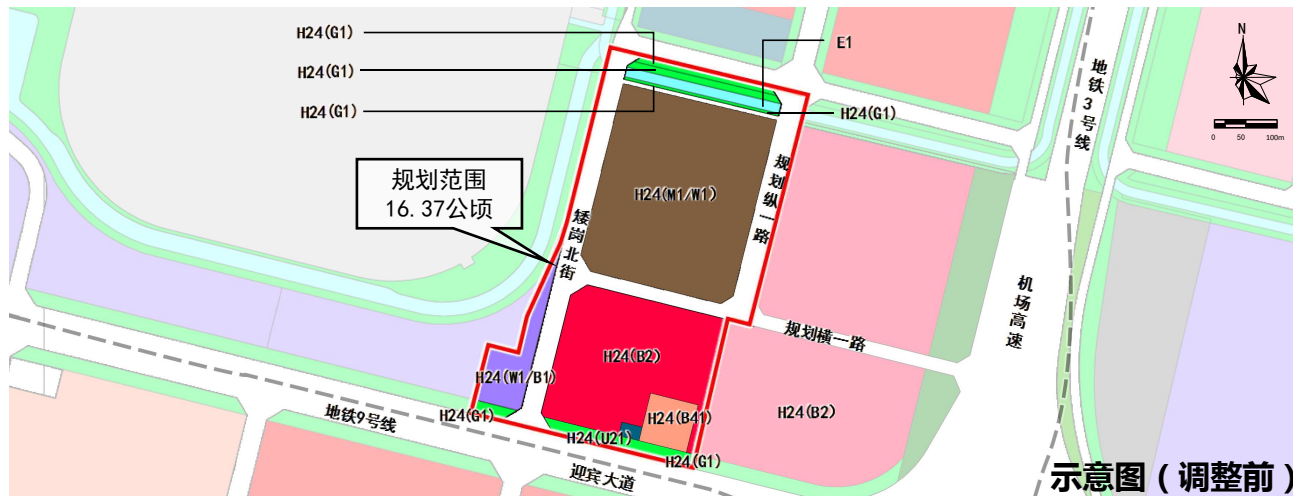 H24(G1)
E1
H24(G1)
H24(G1)
H24(G1)
N
0 50 100m
地铁3号线
规划范围
16.37公顷
H24(M1/W1)
规划纵一路
矮岗北街
机场高速
规划横一路
H24(B2)
H24(W1/B1)
H24(B41)
H24(B2)
H24(G1)
地铁9号线
H24(U21)
H24(G1)
迎宾大道
示意图（调整前）